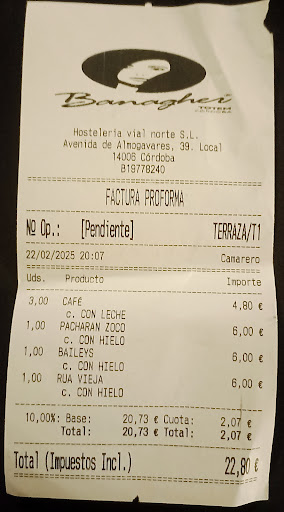 Banagher
TOTEM
CORDOBA
Hosteleria vial norte S.L.
Avenida de Almogavares, 39. Local
14006 Córdoba
B19778240
FACTURA PROFORMA
Nº Op.: [Pendiente] TERRAZA/T1
22/02/2025 20:07 Camarero
Uds. Producto Importe
3,00 CAFÉ 4,80 €
c. CON LECHE
1,00 PACHARAN ZOCO 6,00 €
c. CON HIELO
1,00 BAILEYS 6,00 €
c. CON HIELO
1,00 RUA VIEJA 6,00 €
c. CON HIELO
10,00%: Base: 20,73 € Cuota: 2,07 €
Total: 20,73 € Total: 2,07 €
Total (Impuestos Incl.) 22,80 €